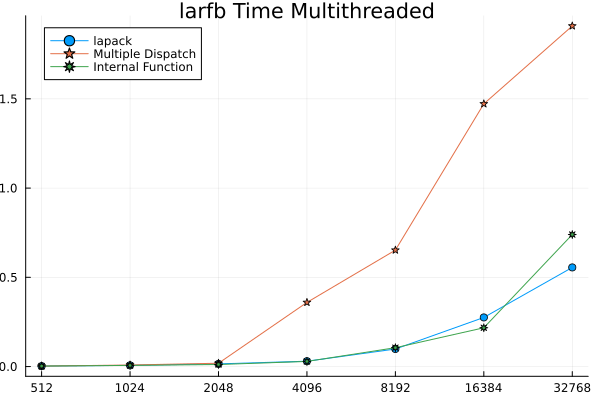 larfb Time Multithreaded
lapack
Multiple Dispatch
Internal Function
1.5
1.0
0.5
0.0
512 1024 2048 4096 8192 16384 32768